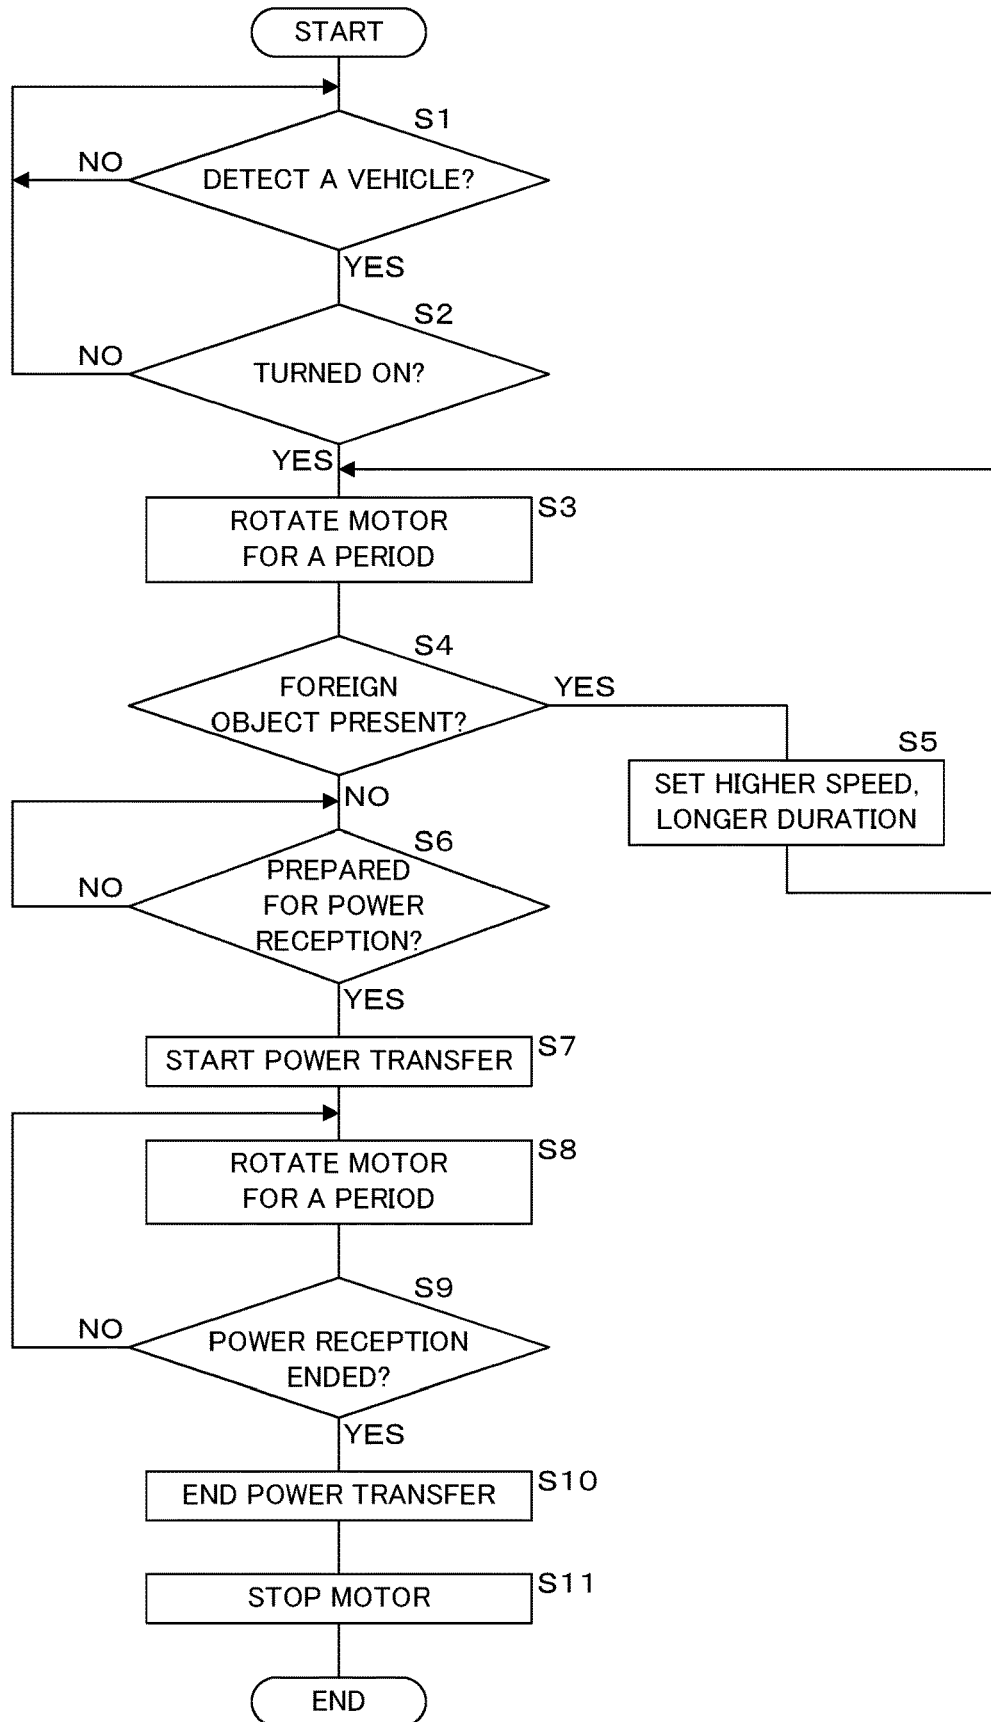 START
S1
NO
DETECT A VEHICLE?
YES
S2
NO
TURNED ON?
YES
S3
ROTATE MOTOR
FOR A PERIOD
S4
FOREIGN
OBJECT PRESENT?
YES
S5
SET HIGHER SPEED,
LONGER DURATION
NO
S6
NO
PREPARED
FOR POWER
RECEPTION?
YES
S7
START POWER TRANSFER
S8
ROTATE MOTOR
FOR A PERIOD
S9
NO
POWER RECEPTION
ENDED?
YES
S10
END POWER TRANSFER
S11
STOP MOTOR
END